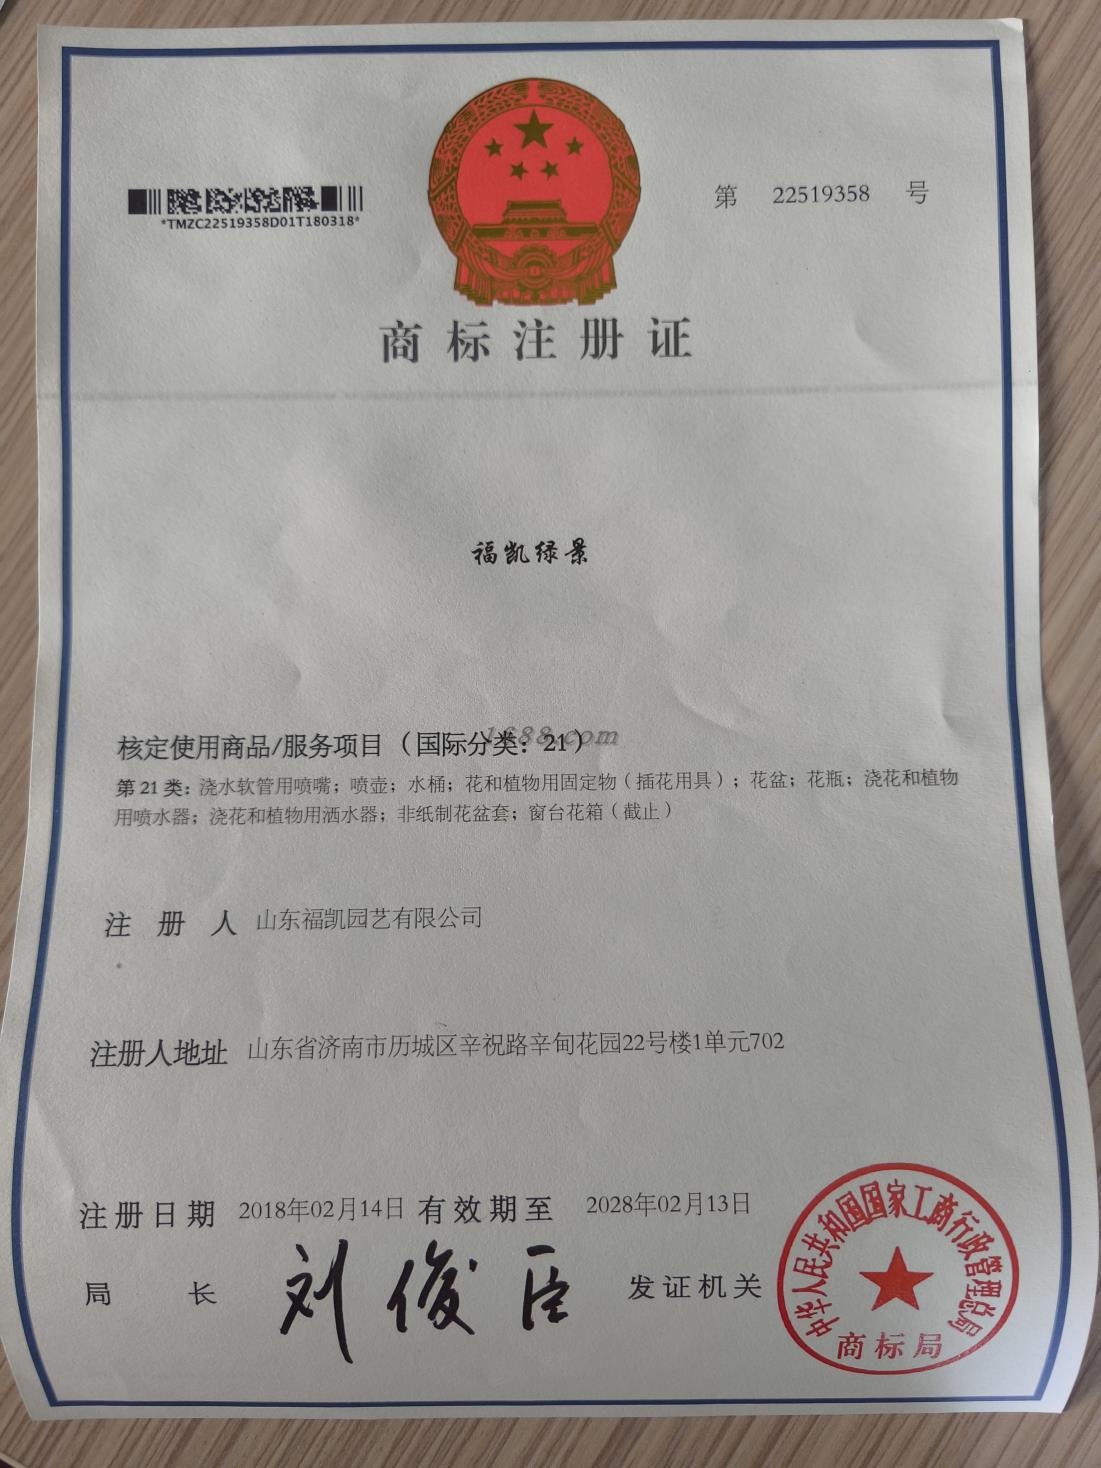 *TMZC22519358D01T180318*
第 22519358 号
商标注册证
福凯绿景
1688.com
核定使用商品/服务项目（国际分类：21）
第 21 类：浇水软管用喷嘴；喷壶；水桶；花和植物用固定物（插花用具）；花盆；花瓶；浇花和植物
用喷水器；浇花和植物用洒水器；非纸制花盆套；窗台花箱（截止）
注册人 山东福凯园艺有限公司
注册人地址 山东省济南市历城区辛祝路辛甸花园22号楼1单元702
注册日期 2018年02月14日 有效期至 2028年02月13日
局长 刘俊臣 发证机关
中华人民共和国国家工商行政管理总局
商标局